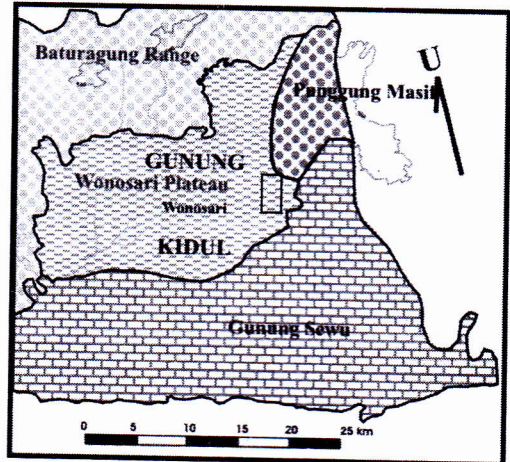 Baturagung Range
U
Panggung Masif
GUNUNG
Wonosari Plateau
Wonosari
KIDUL
Gunung Sewu
0 5 10 15 20 25 km